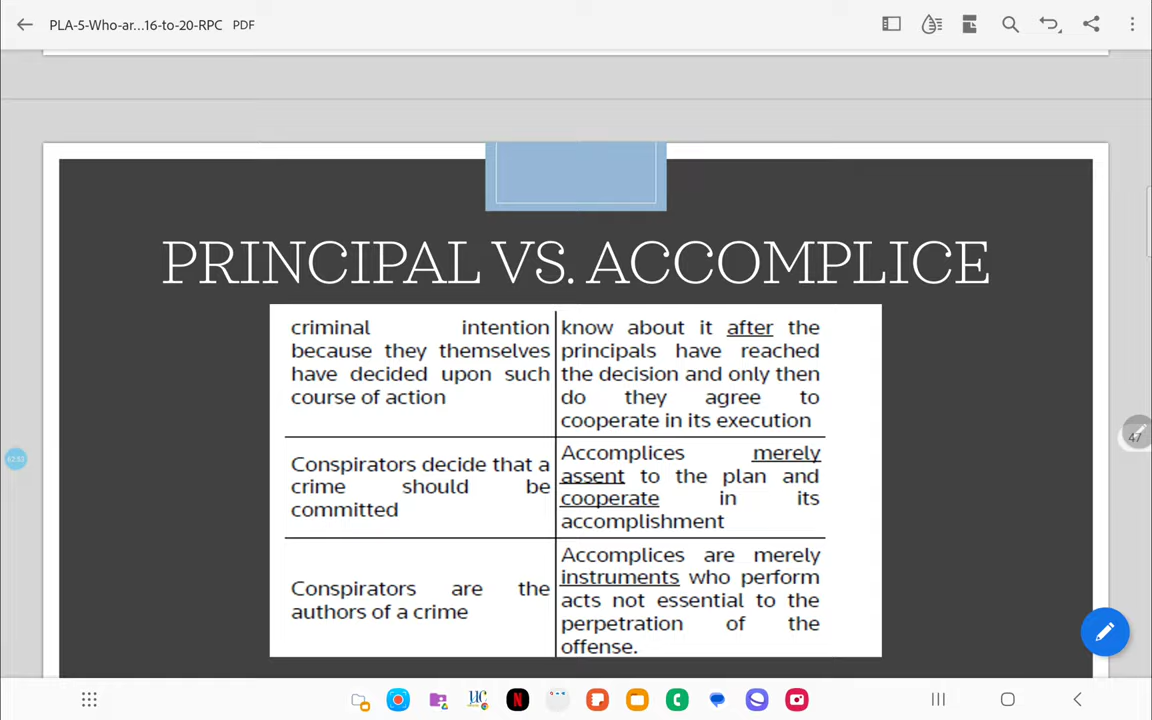 PLA-5-Who-ar...16-to-20-RPC PDF
PRINCIPAL VS. ACCOMPLICE
criminal intention
because they themselves
have decided upon such
course of action
know about it after the
principals have reached
the decision and only then
do they agree to
cooperate in its execution
Conspirators decide that a
crime should be
committed
Accomplices merely
assent to the plan and
cooperate in its
accomplishment
Conspirators are the
authors of a crime
Accomplices are merely
instruments who perform
acts not essential to the
perpetration of the
offense.
47